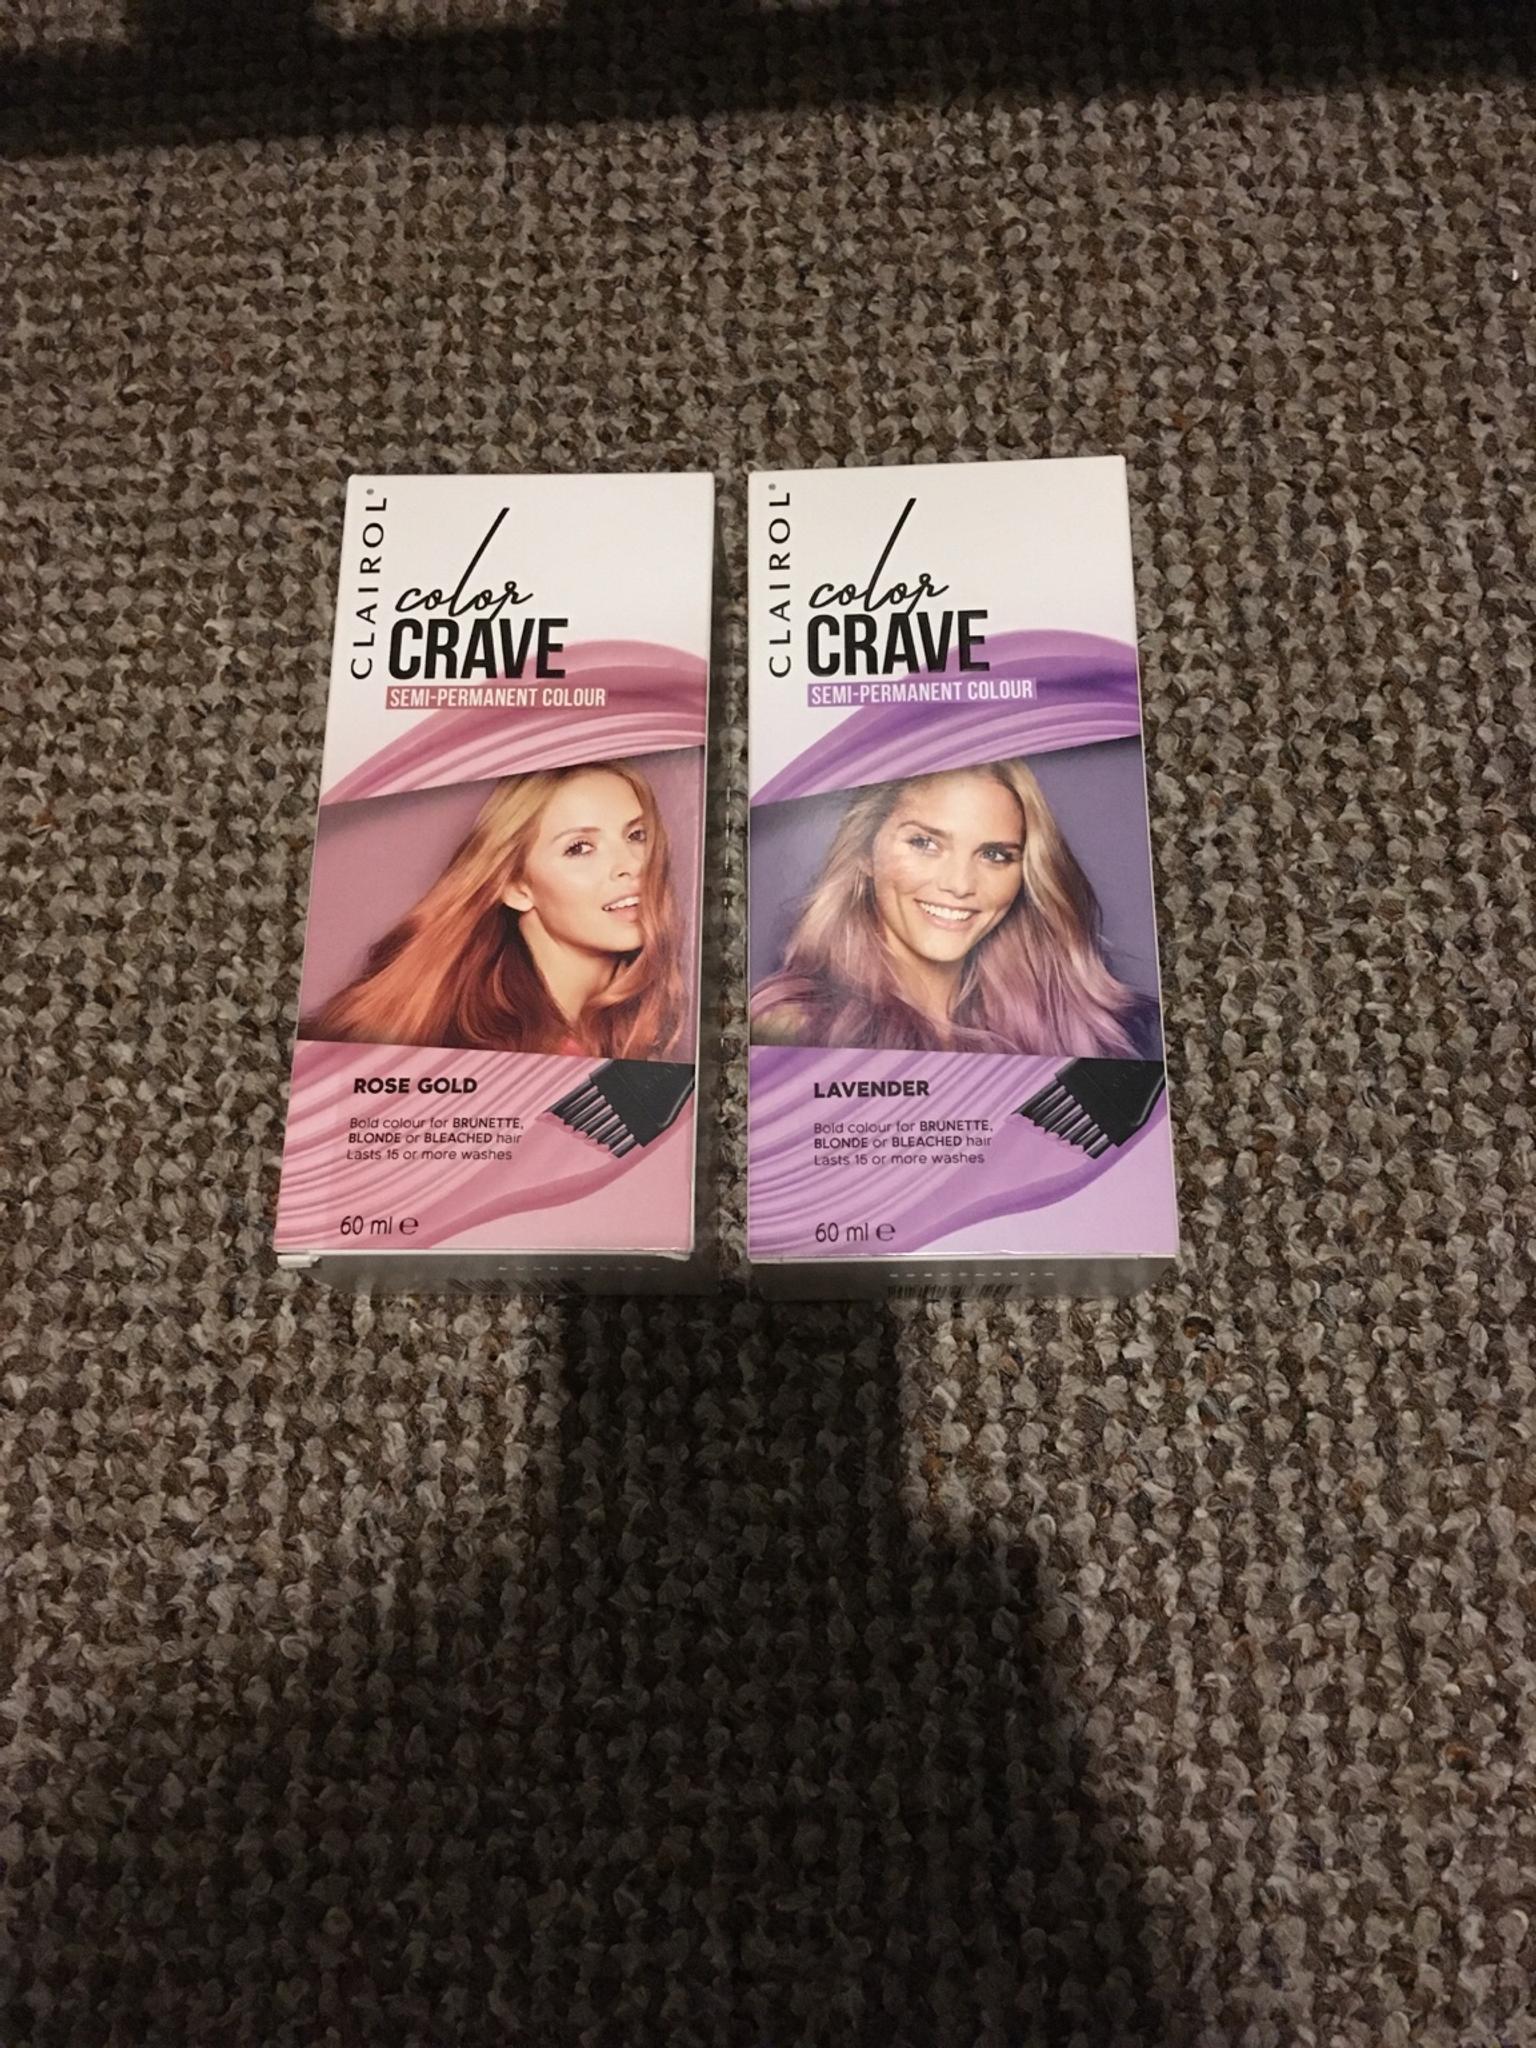 CLAIROL®
color
CRAVE
SEMI-PERMANENT COLOUR
ROSE GOLD
Bold colour for BRUNETTE,
BLONDE or BLEACHED hair
Lasts 15 or more washes
60 ml ℮
CLAIROL®
color
CRAVE
SEMI-PERMANENT COLOUR
LAVENDER
Bold colour for BRUNETTE,
BLONDE or BLEACHED hair
Lasts 15 or more washes
60 ml ℮